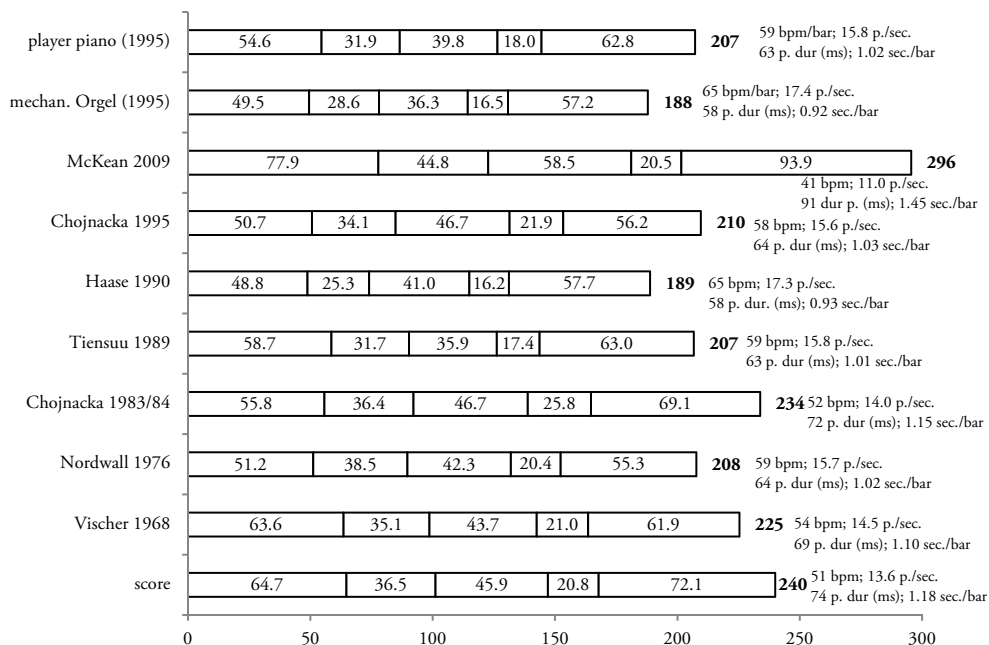 player piano (1995) 54.6 31.9 39.8 18.0 62.8 207 59 bpm/bar; 15.8 p./sec.
63 p. dur (ms); 1.02 sec./bar
mechan. Orgel (1995) 49.5 28.6 36.3 16.5 57.2 188 65 bpm/bar; 17.4 p./sec.
58 p. dur (ms); 0.92 sec./bar
McKean 2009 77.9 44.8 58.5 20.5 93.9 296
41 bpm; 11.0 p./sec.
91 dur p. (ms); 1.45 sec./bar
Chojnacka 1995 50.7 34.1 46.7 21.9 56.2 210 58 bpm; 15.6 p./sec.
64 p. dur (ms); 1.03 sec./bar
Haase 1990 48.8 25.3 41.0 16.2 57.7 189 65 bpm; 17.3 p./sec.
58 p. dur. (ms); 0.93 sec./bar
Tiensuu 1989 58.7 31.7 35.9 17.4 63.0 207 59 bpm; 15.8 p./sec.
63 p. dur (ms); 1.01 sec./bar
Chojnacka 1983/84 55.8 36.4 46.7 25.8 69.1 234 52 bpm; 14.0 p./sec.
72 p. dur (ms); 1.15 sec./bar
Nordwall 1976 51.2 38.5 42.3 20.4 55.3 208 59 bpm; 15.7 p./sec.
64 p. dur (ms); 1.02 sec./bar
Vischer 1968 63.6 35.1 43.7 21.0 61.9 225 54 bpm; 14.5 p./sec.
69 p. dur (ms); 1.10 sec./bar
score 64.7 36.5 45.9 20.8 72.1 240 51 bpm; 13.6 p./sec.
74 p. dur (ms); 1.18 sec./bar
0 50 100 150 200 250 300